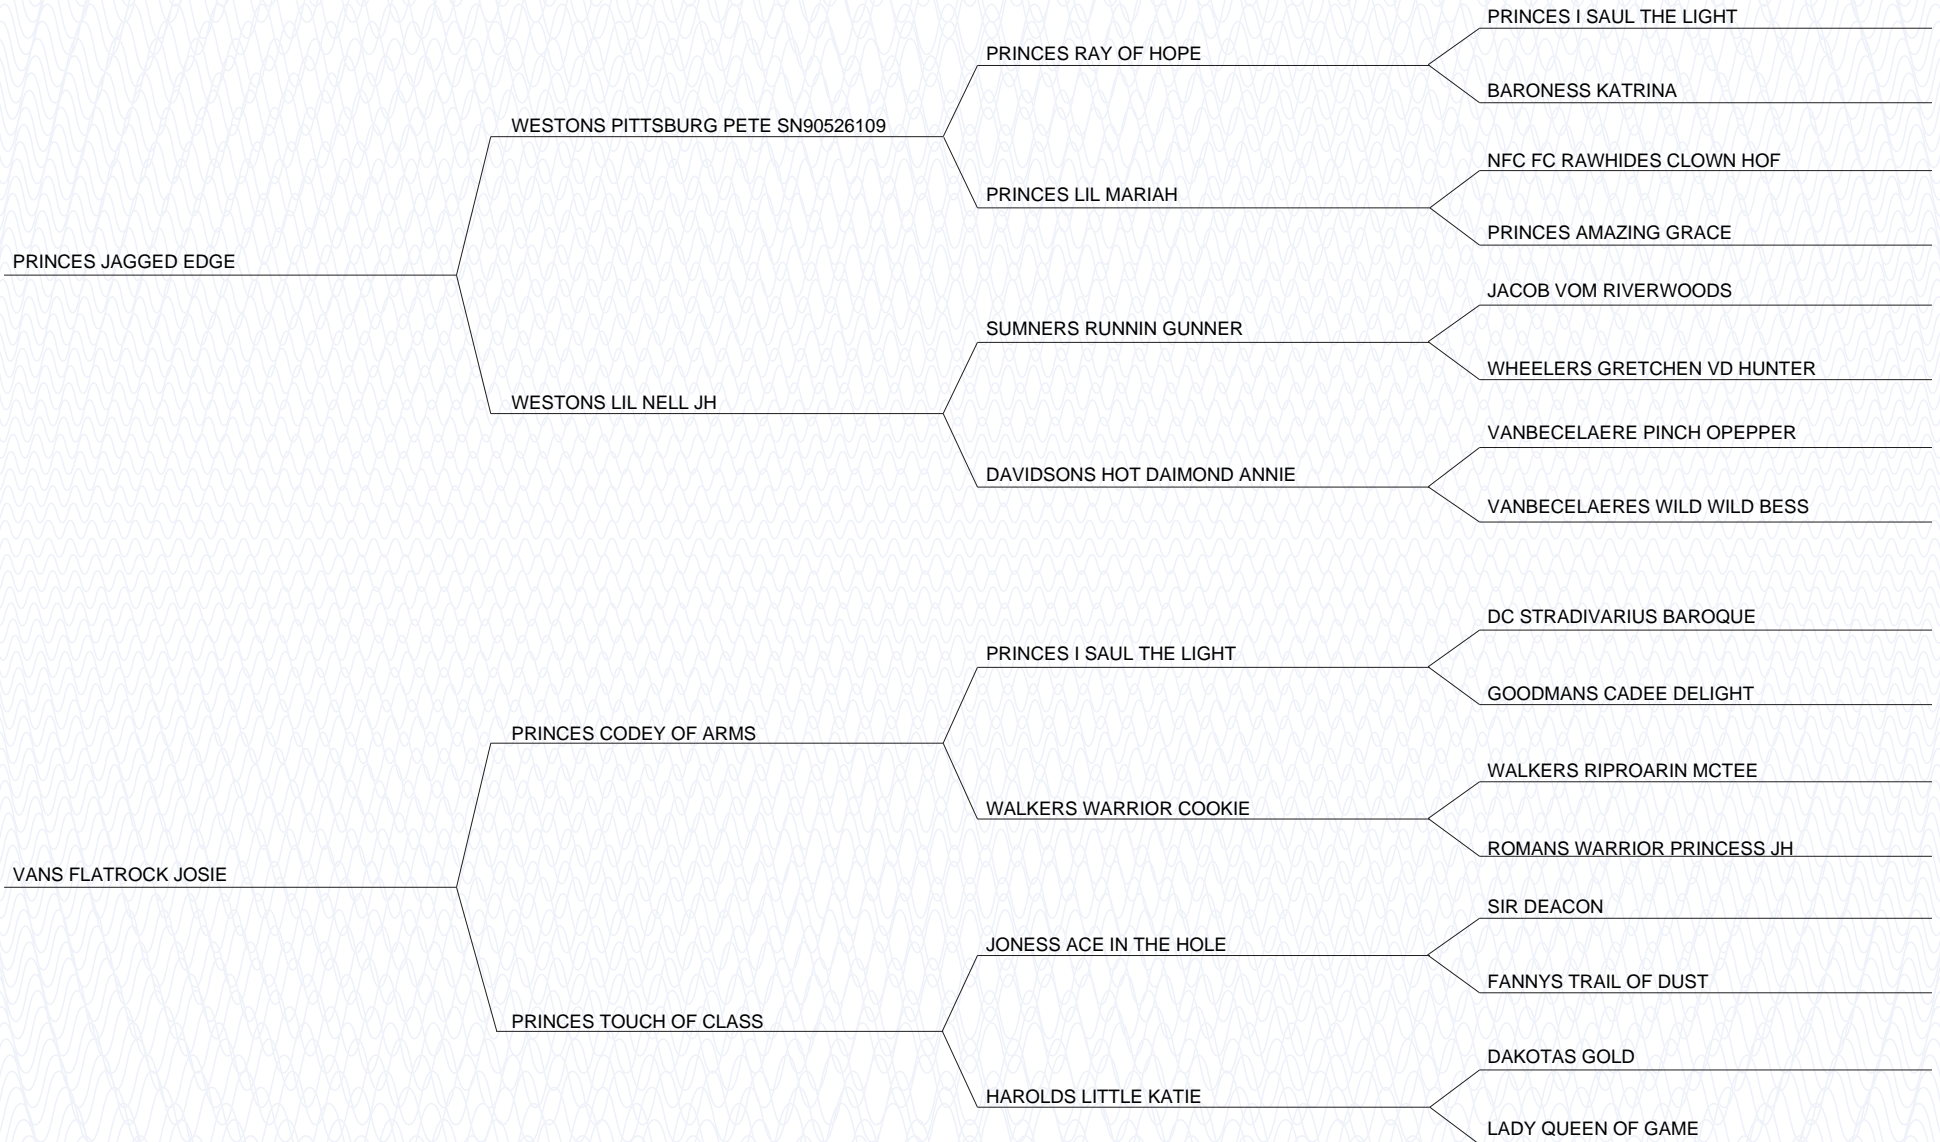 PRINCES I SAUL THE LIGHT
PRINCES RAY OF HOPE
BARONESS KATRINA
WESTONS PITTSBURG PETE SN90526109
NFC FC RAWHIDES CLOWN HOF
PRINCES LIL MARIAH
PRINCES AMAZING GRACE
PRINCES JAGGED EDGE
JACOB VOM RIVERWOODS
SUMNERS RUNNIN GUNNER
WHEELERS GRETCHEN VD HUNTER
WESTONS LIL NELL JH
VANBECELAERE PINCH OPEPPER
DAVIDSONS HOT DAIMOND ANNIE
VANBECELAERES WILD WILD BESS
DC STRADIVARIUS BAROQUE
PRINCES I SAUL THE LIGHT
GOODMANS CADEE DELIGHT
PRINCES CODEY OF ARMS
WALKERS RIPROARIN MCTEE
WALKERS WARRIOR COOKIE
ROMANS WARRIOR PRINCESS JH
VANS FLATROCK JOSIE
SIR DEACON
JONESS ACE IN THE HOLE
FANNYS TRAIL OF DUST
PRINCES TOUCH OF CLASS
DAKOTAS GOLD
HAROLDS LITTLE KATIE
LADY QUEEN OF GAME